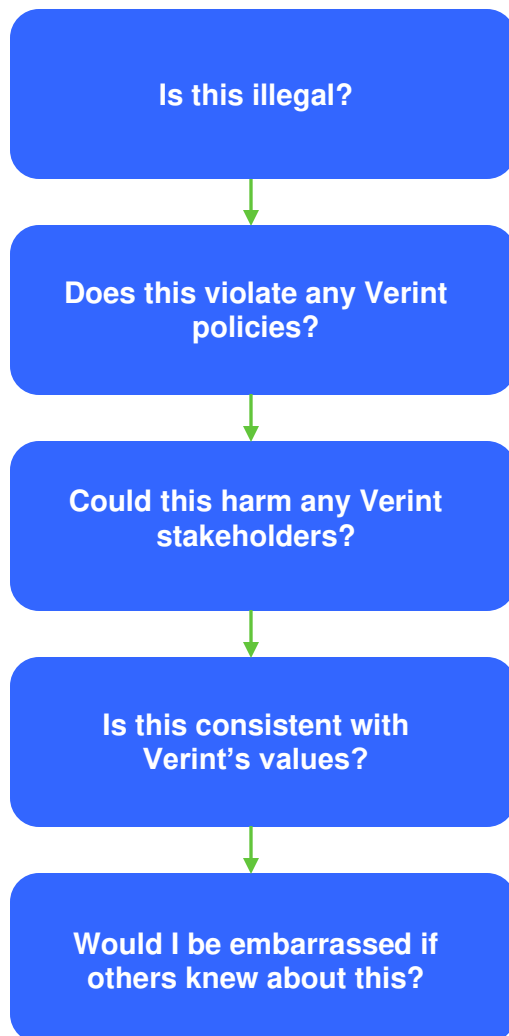 Is this illegal?
Does this violate any Verint
policies?
Could this harm any Verint
stakeholders?
Is this consistent with
Verint’s values?
Would I be embarrassed if
others knew about this?